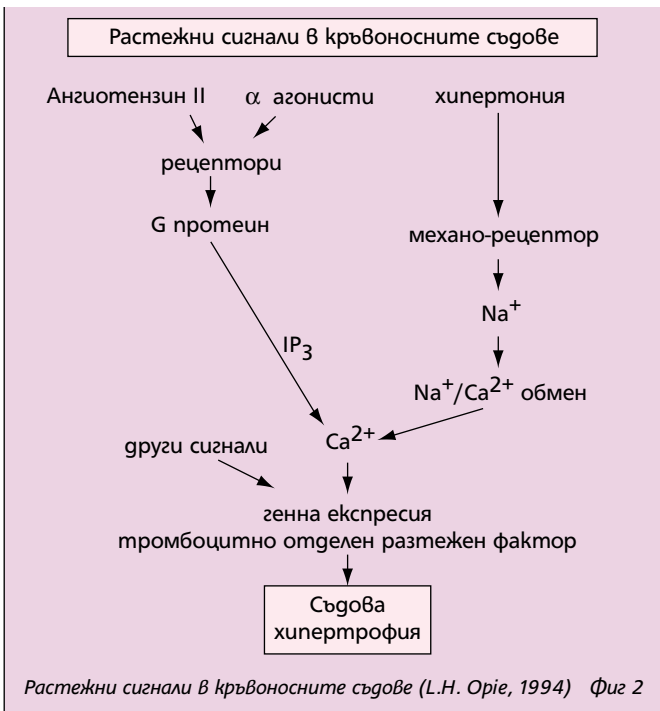 Растежни сигнали в кръвоносните съдове
Ангиотензин II α агонисти хипертония
рецептори
G протеин
механо-рецептор
Na⁺
IP₃
Na⁺/Ca²⁺ обмен
други сигнали
Ca²⁺
генна експресия
тромбоцитно отделен разтежен фактор
Съдова
хипертрофия
Растежни сигнали в кръвоносните съдове (L.H. Opie, 1994) Фиг 2